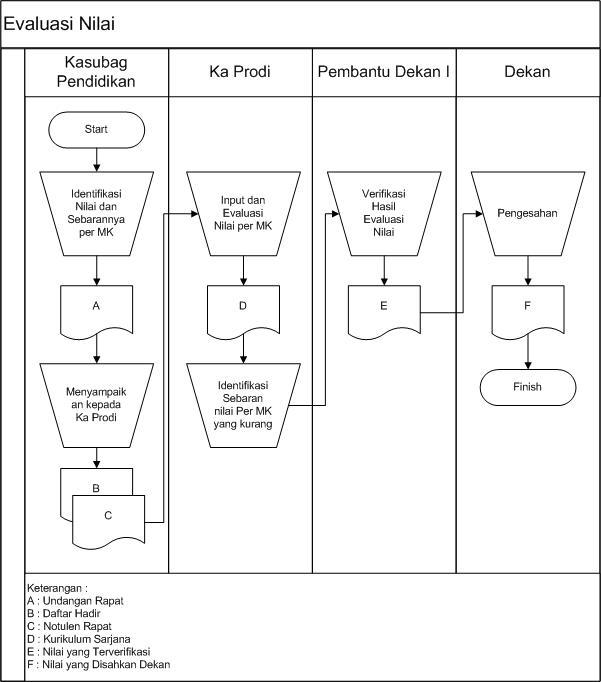 Evaluasi Nilai
Kasubag
Pendidikan
Ka Prodi
Pembantu Dekan I
Dekan
Start
Identifikasi
Nilai dan
Sebarannya
per MK
A
Menyampaik
an kepada
Ka Prodi
B
C
Input dan
Evaluasi
Nilai per MK
D
Identifikasi
Sebaran
nilai Per MK
yang kurang
Verifikasi
Hasil
Evaluasi
Nilai
E
Pengesahan
F
Finish
Keterangan :
A : Undangan Rapat
B : Daftar Hadir
C : Notulen Rapat
D : Kurikulum Sarjana
E : Nilai yang Terverifikasi
F : Nilai yang Disahkan Dekan